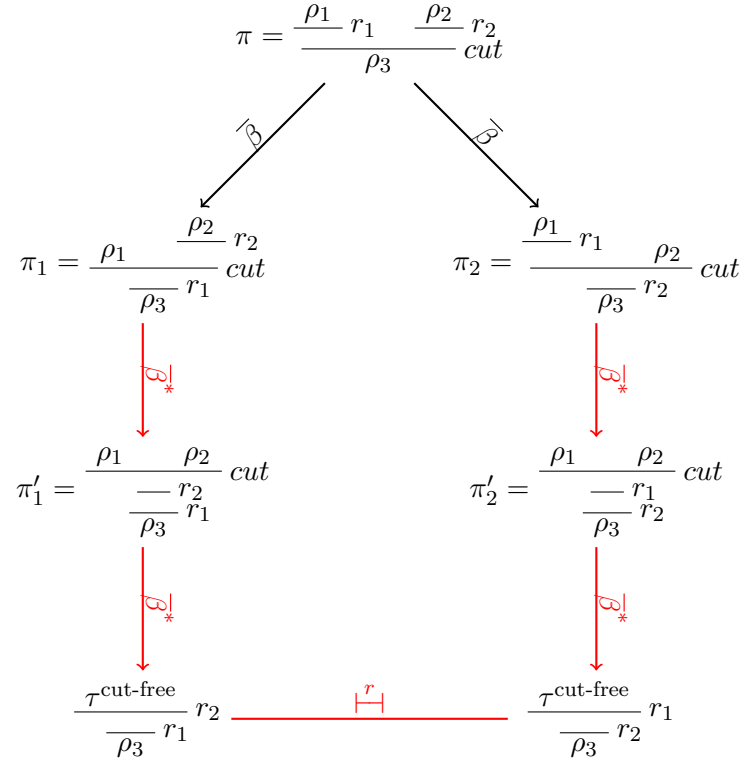 ρ1 r1 ρ2 r2
π = cut
ρ3
β β
ρ2 r2 ρ1 r1
π1 = ρ1 cut π2 = ρ2 cut
ρ3 r1 ρ3 r2
β* β*
ρ1 ρ2 cut ρ1 ρ2 cut
π′1 = r2 π′2 = r1
ρ3 r1 ρ3 r2
β* β*
r
τcut-free r2 τcut-free r1
ρ3 r1 ρ3 r2